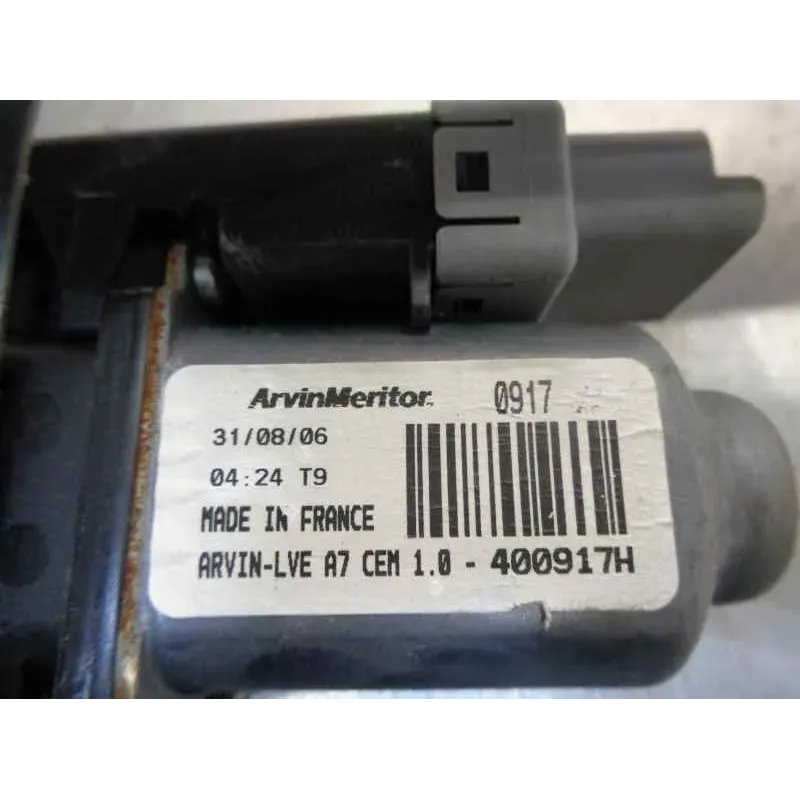 ArvinMeritor. 0917
31/08/06
04:24 T9
MADE IN FRANCE
ARVIN-LVE A7 CEM 1.0 - 400917H